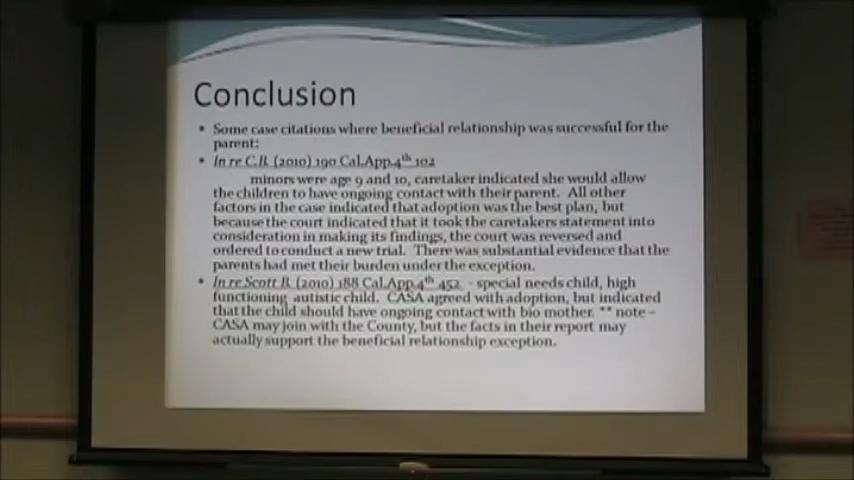 Conclusion
• Some case citations where beneficial relationship was successful for the
parent:
• In re C.B. (2010) 190 Cal.App.4th 102
minors were age 9 and 10, caretaker indicated she would allow
the children to have ongoing contact with their parent. All other
factors in the case indicated that adoption was the best plan, but
because the court indicated that it took the caretakers statement into
consideration in making its findings, the court was reversed and
ordered to conduct a new trial. There was substantial evidence that the
parents had met their burden under the exception.
• In re Scott B. (2010) 188 Cal.App.4th 452 - special needs child, high
functioning autistic child. CASA agreed with adoption, but indicated
that the child should have ongoing contact with bio mother. ** note –
CASA may join with the County, but the facts in their report may
actually support the beneficial relationship exception.